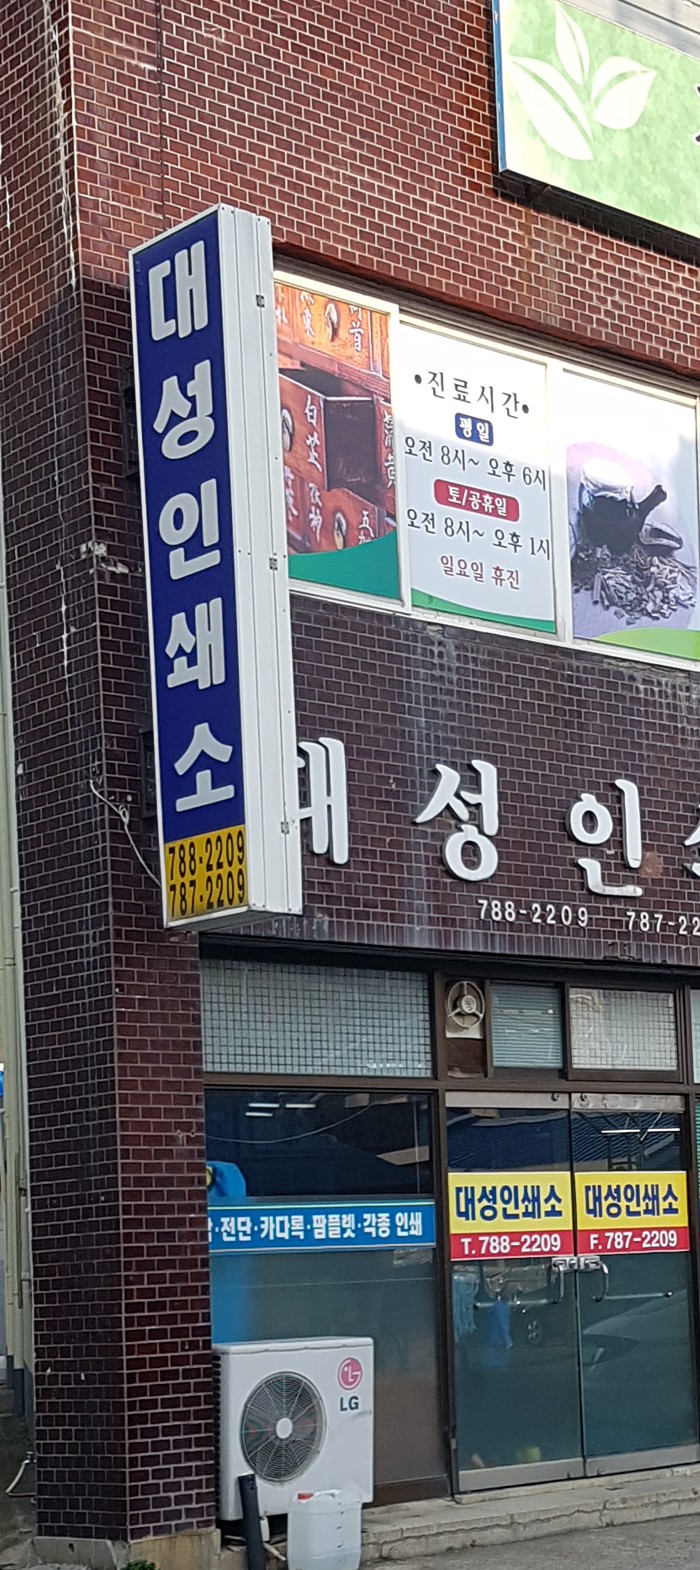 대성인쇄소
788-2209
787-2209
•진료시간•
평일
오전 8시~ 오후 6시
토/공휴일
오전 8시~ 오후 1시
일요일 휴진
대성인
788-2209 787-22
·전단·카다록·팜플렛·각종 인쇄
대성인쇄소
T.788-2209
대성인쇄소
F.787-2209
LG